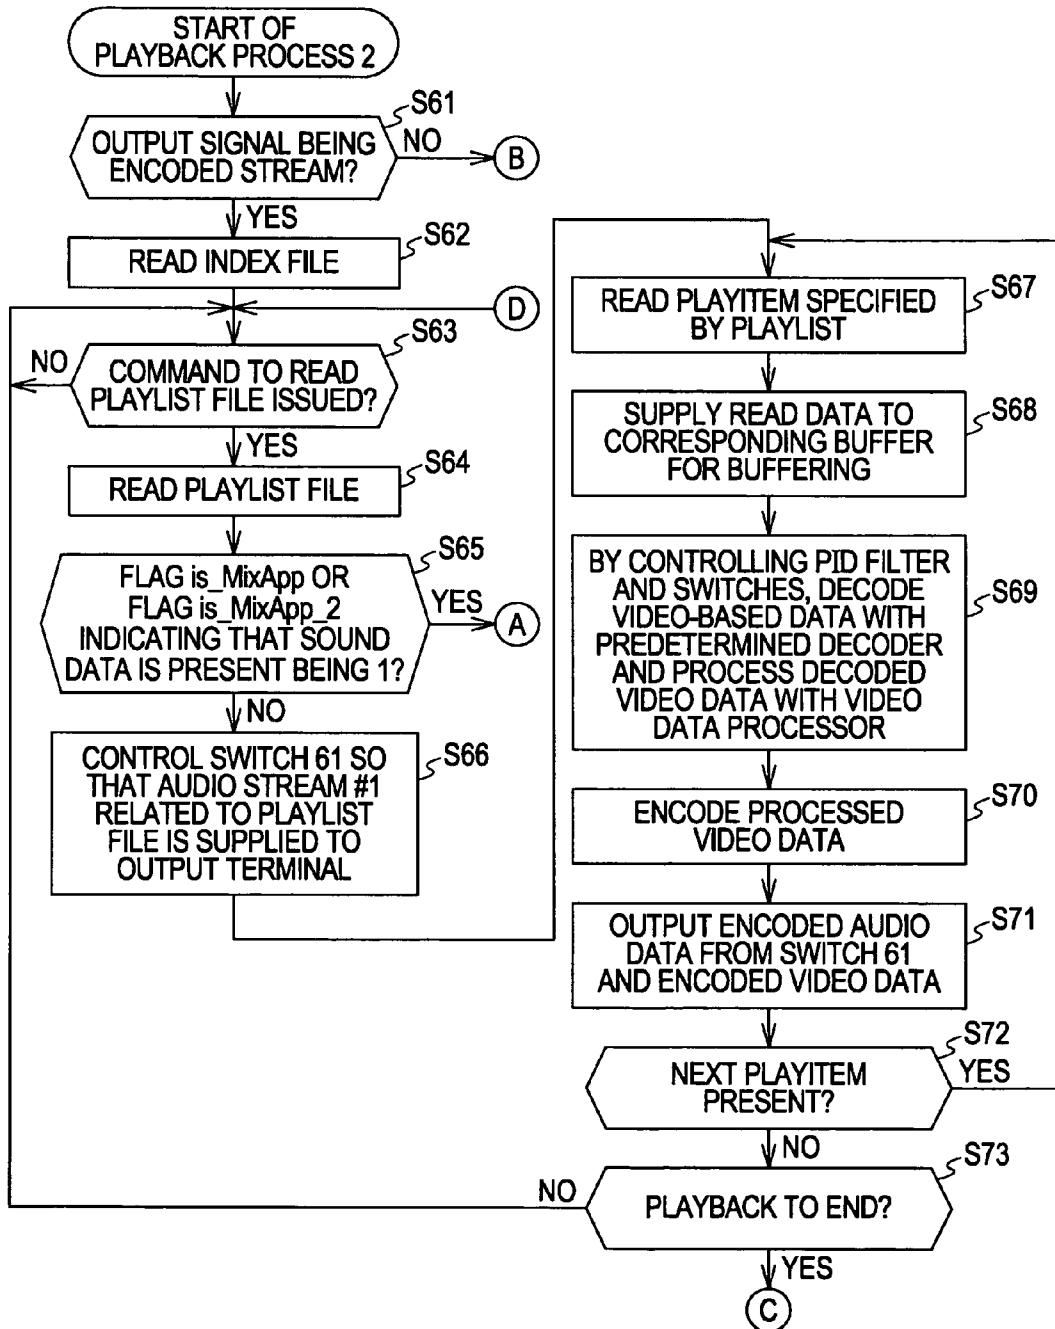 START OF
PLAYBACK PROCESS 2
S61
OUTPUT SIGNAL BEING
ENCODED STREAM?
NO
B
YES
S62
READ INDEX FILE
D
S63
NO
COMMAND TO READ
PLAYLIST FILE ISSUED?
YES
S64
READ PLAYLIST FILE
S65
FLAG is_MixApp OR
FLAG is_MixApp_2
INDICATING THAT SOUND
DATA IS PRESENT BEING 1?
YES
A
NO
S66
CONTROL SWITCH 61 SO
THAT AUDIO STREAM #1
RELATED TO PLAYLIST
FILE IS SUPPLIED TO
OUTPUT TERMINAL
S67
READ PLAYITEM SPECIFIED
BY PLAYLIST
S68
SUPPLY READ DATA TO
CORRESPONDING BUFFER
FOR BUFFERING
S69
BY CONTROLLING PID FILTER
AND SWITCHES, DECODE
VIDEO-BASED DATA WITH
PREDETERMINED DECODER
AND PROCESS DECODED
VIDEO DATA WITH VIDEO
DATA PROCESSOR
S70
ENCODE PROCESSED
VIDEO DATA
S71
OUTPUT ENCODED AUDIO
DATA FROM SWITCH 61
AND ENCODED VIDEO DATA
S72
NEXT PLAYITEM
PRESENT?
YES
NO
S73
NO
PLAYBACK TO END?
YES
C